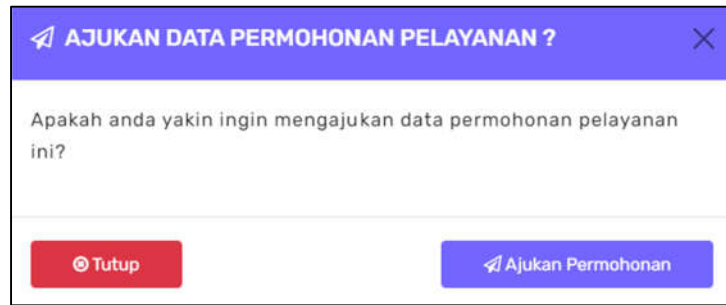 AJUKAN DATA PERMOHONAN PELAYANAN ?
Apakah anda yakin ingin mengajukan data permohonan pelayanan
ini?
Tutup
Ajukan Permohonan